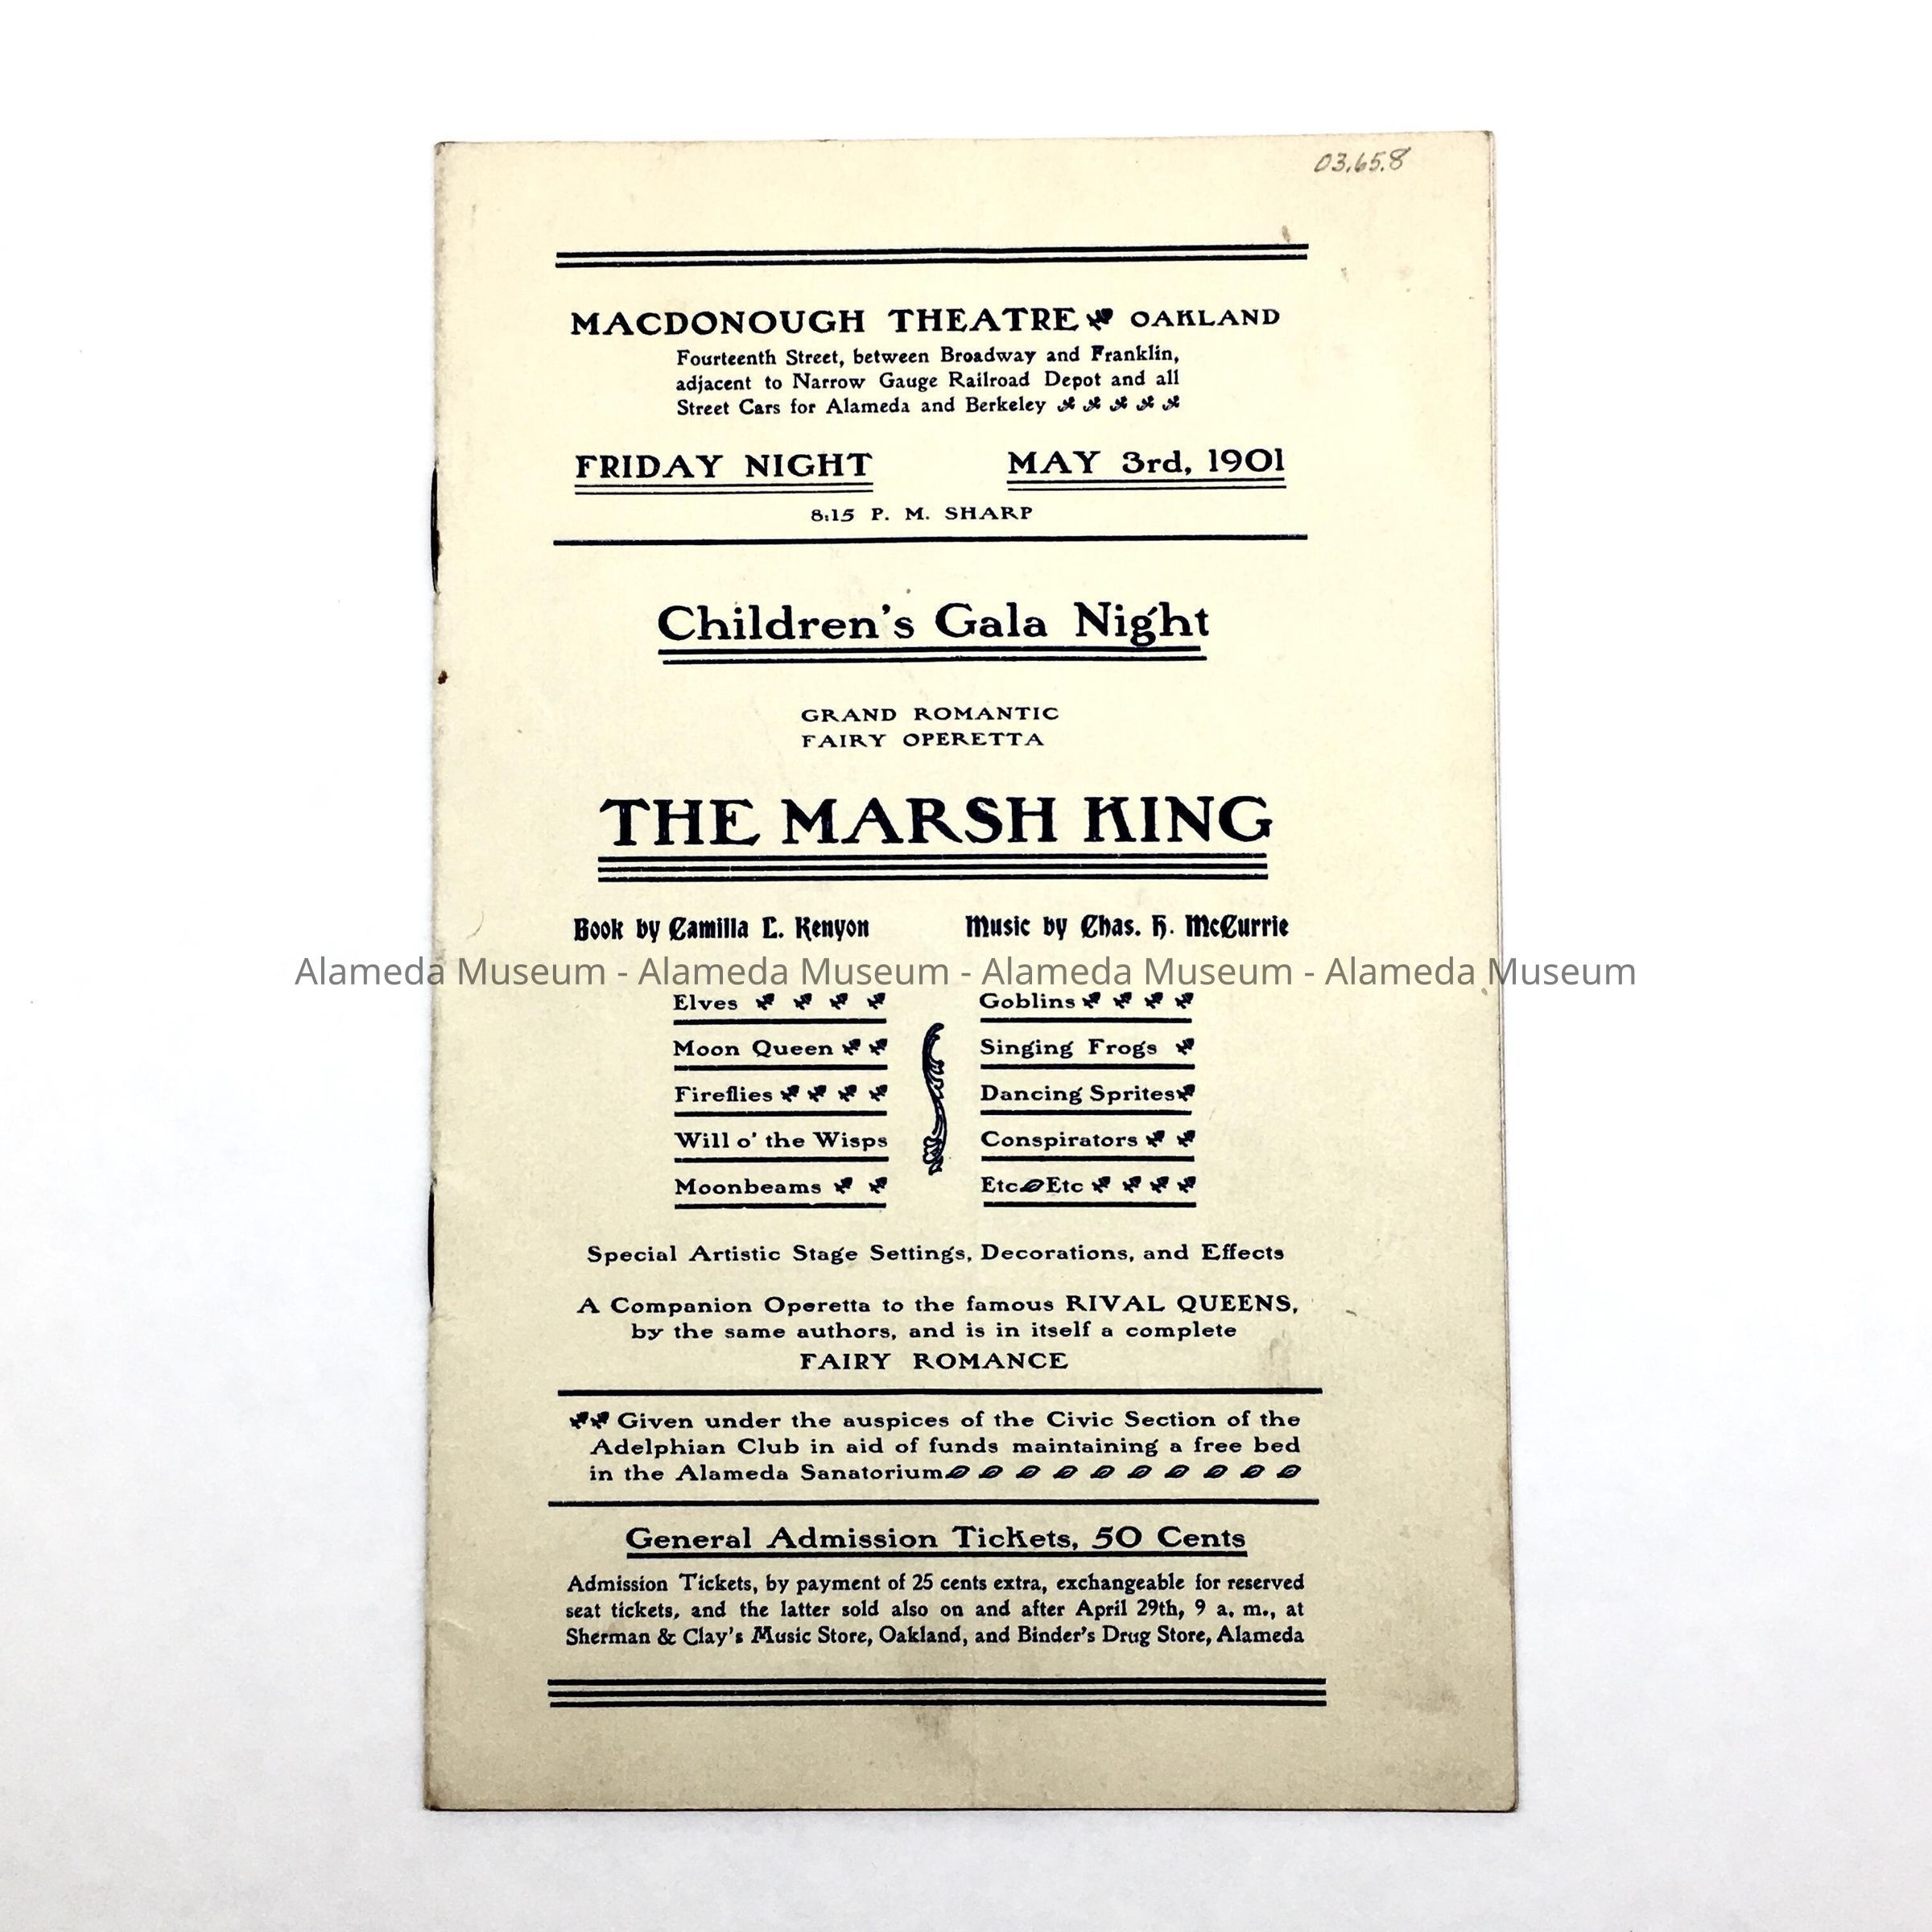 03.65.8
MACDONOUGH THEATRE OAKLAND
Fourteenth Street, between Broadway and Franklin,
adjacent to Narrow Gauge Railroad Depot and all
Street Cars for Alameda and Berkeley
FRIDAY NIGHT MAY 3rd, 1901
8:15 P. M. SHARP
Children's Gala Night
GRAND ROMANTIC
FAIRY OPERETTA
THE MARSH KING
Book by Camilla L. Kenyon Music by Chas. H. McCurrie
Alameda Museum - Alameda Museum - Alameda Museum - Alameda Museum
Elves
Moon Queen
Fireflies
Will o' the Wisps
Moonbeams
Goblins
Singing Frogs
Dancing Sprites
Conspirators
Etc Etc
Special Artistic Stage Settings, Decorations, and Effects
A Companion Operetta to the famous RIVAL QUEENS,
by the same authors, and is in itself a complete
FAIRY ROMANCE
Given under the auspices of the Civic Section of the
Adelphian Club in aid of funds maintaining a free bed
in the Alameda Sanatorium
General Admission Tickets, 50 Cents
Admission Tickets, by payment of 25 cents extra, exchangeable for reserved
seat tickets, and the latter sold also on and after April 29th, 9 a. m., at
Sherman & Clay's Music Store, Oakland, and Binder's Drug Store, Alameda